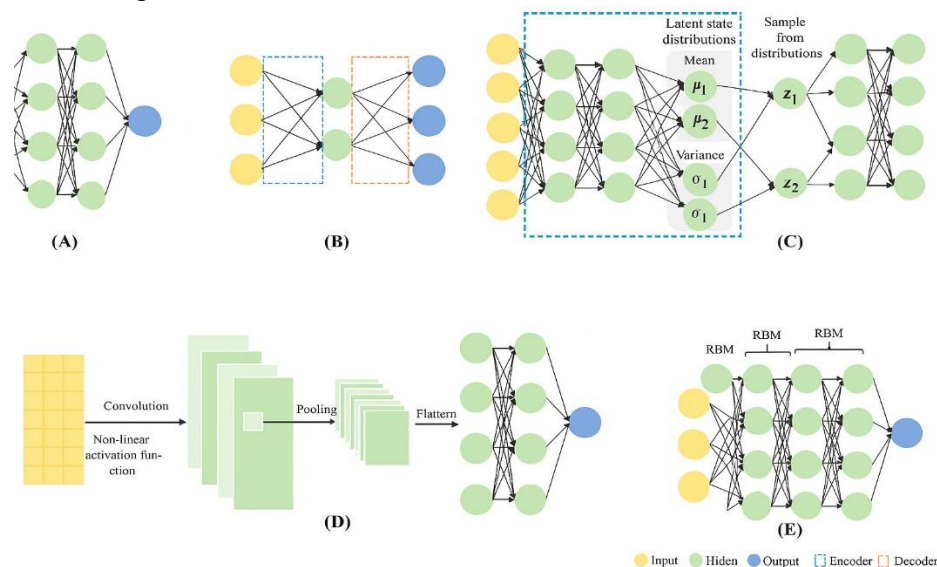 Latent state
distributions
Sample
from
distributions
Mean
μ1
μ2
Variance
σ1
σ1
z1
z2
(A)
(B)
(C)
Convolution
Non-linear
activation fun-
ction
Pooling
Flattern
(D)
RBM
RBM
RBM
(E)
Input
Hiden
Output
Encoder
Decoder